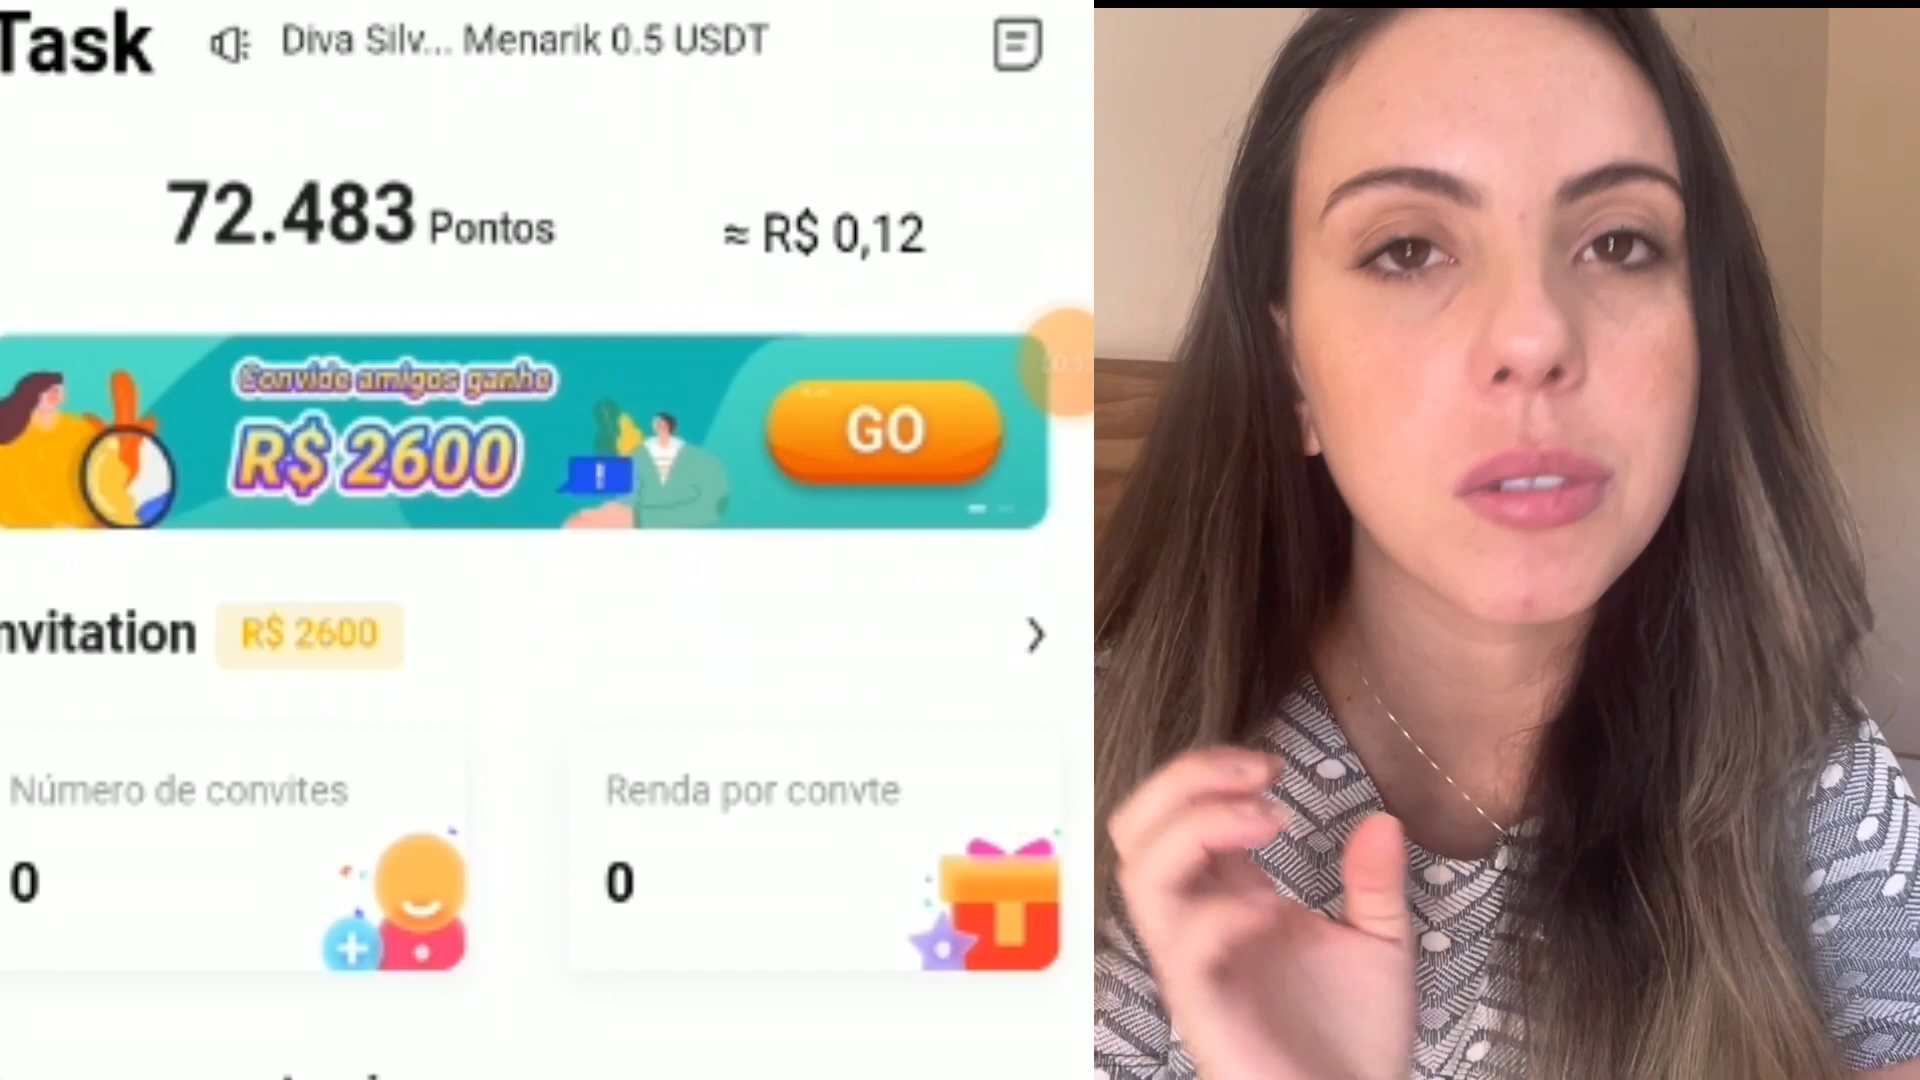 Task
Diva Silv... Menarik 0.5 USDT
72.483 Pontos
≈ R$ 0,12
Convide amigos ganhe
R$ 2600
GO
nvitation
R$ 2600
Número de convites
Renda por convte
0
0